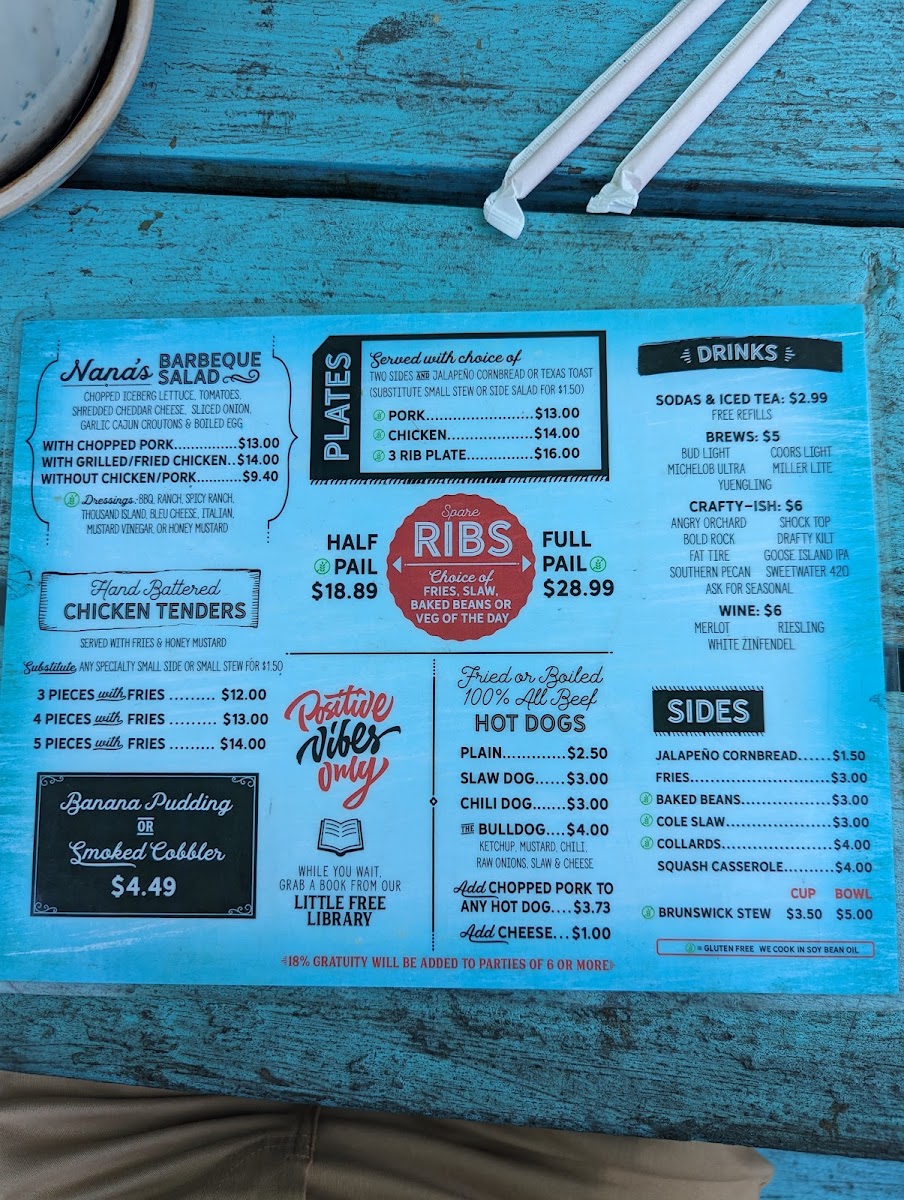 Nana's BARBEQUE SALAD
CHOPPED ICEBERG LETTUCE, TOMATOES,
SHREDDED CHEDDAR CHEESE, SLICED ONION,
GARLIC CAJUN CROUTONS & BOILED EGG
WITH CHOPPED PORK.............$13.00
WITH GRILLED/FRIED CHICKEN..$14.00
WITHOUT CHICKEN/PORK..........$9.40
Dressings: BBQ, RANCH, SPICY RANCH,
THOUSAND ISLAND, BLEU CHEESE, ITALIAN,
MUSTARD VINEGAR, OR HONEY MUSTARD
Hand Battered
CHICKEN TENDERS
SERVED WITH FRIES & HONEY MUSTARD
Substitute ANY SPECIALTY SMALL SIDE OR SMALL STEW FOR $1.50
3 PIECES with FRIES ......... $12.00
4 PIECES with FRIES ......... $13.00
5 PIECES with FRIES ......... $14.00
Banana Pudding
OR
Smoked Cobbler
$4.49
PLATES
Served with choice of
TWO SIDES AND JALAPEÑO CORNBREAD OR TEXAS TOAST
(SUBSTITUTE SMALL STEW OR SIDE SALAD FOR $1.50)
PORK..................$13.00
CHICKEN..................$14.00
3 RIB PLATE..............$16.00
HALF
PAIL
$18.89
Spare
RIBS
Choice of
FRIES, SLAW,
BAKED BEANS OR
VEG OF THE DAY
FULL
PAIL
$28.99
Positive
Vibes
Only
WHILE YOU WAIT,
GRAB A BOOK FROM OUR
LITTLE FREE
LIBRARY
Fried or Boiled
100% All Beef
HOT DOGS
PLAIN...........$2.50
SLAW DOG......$3.00
CHILI DOG.......$3.00
THE BULLDOG....$4.00
KETCHUP, MUSTARD, CHILI,
RAW ONIONS, SLAW & CHEESE
Add CHOPPED PORK TO
ANY HOT DOG....$3.73
Add CHEESE...$1.00
18% GRATUITY WILL BE ADDED TO PARTIES OF 6 OR MORE
DRINKS
SODAS & ICED TEA: $2.99
FREE REFILLS
BREWS: $5
BUD LIGHT COORS LIGHT
MICHELOB ULTRA MILLER LITE
YUENGLING
CRAFTY-ISH: $6
ANGRY ORCHARD SHOCK TOP
BOLD ROCK DRAFTY KILT
FAT TIRE GOOSE ISLAND IPA
SOUTHERN PECAN SWEETWATER 420
ASK FOR SEASONAL
WINE: $6
MERLOT RIESLING
WHITE ZINFENDEL
SIDES
JALAPEÑO CORNBREAD......$1.50
FRIES.........................$3.00
BAKED BEANS................$3.00
COLE SLAW...................$3.00
COLLARDS....................$4.00
SQUASH CASSEROLE.........$4.00
CUP BOWL
BRUNSWICK STEW $3.50 $5.00
= GLUTEN FREE WE COOK IN SOY BEAN OIL